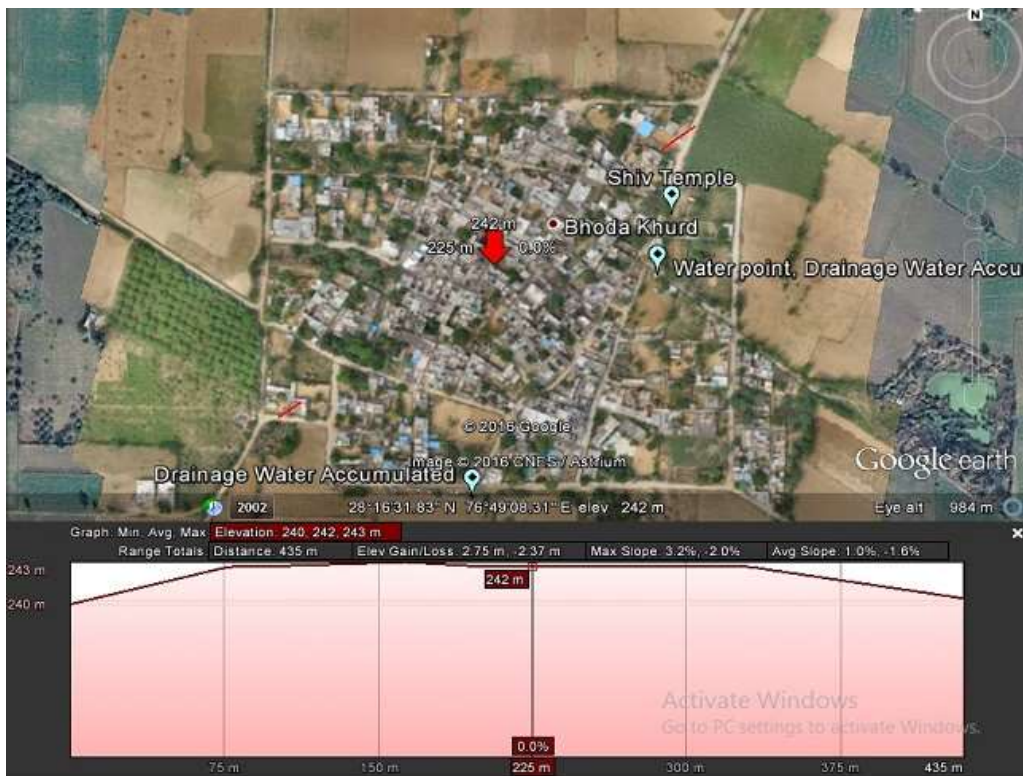 N
Shiv Temple
242 m
Bhoda Khurd
225 m 0.0%
Water point, Drainage Water Accu
© 2016 Google
Image © 2016 CNES / Astrium
Drainage Water Accumulated
Google earth
2002 28°16'31.83" N 76°49'08.31" E elev 242 m Eye alt 984 m
Graph: Min, Avg, Max Elevation: 240, 242, 243 m
Range Totals: Distance: 435 m Elev Gain/Loss: 2.75 m, -2.37 m Max Slope: 3.2%, -2.0% Avg Slope: 1.0%, -1.6%
243 m
242 m
240 m
Activate Windows
Go to PC settings to activate Windows.
0.0%
75 m 150 m 225 m 300 m 375 m 435 m